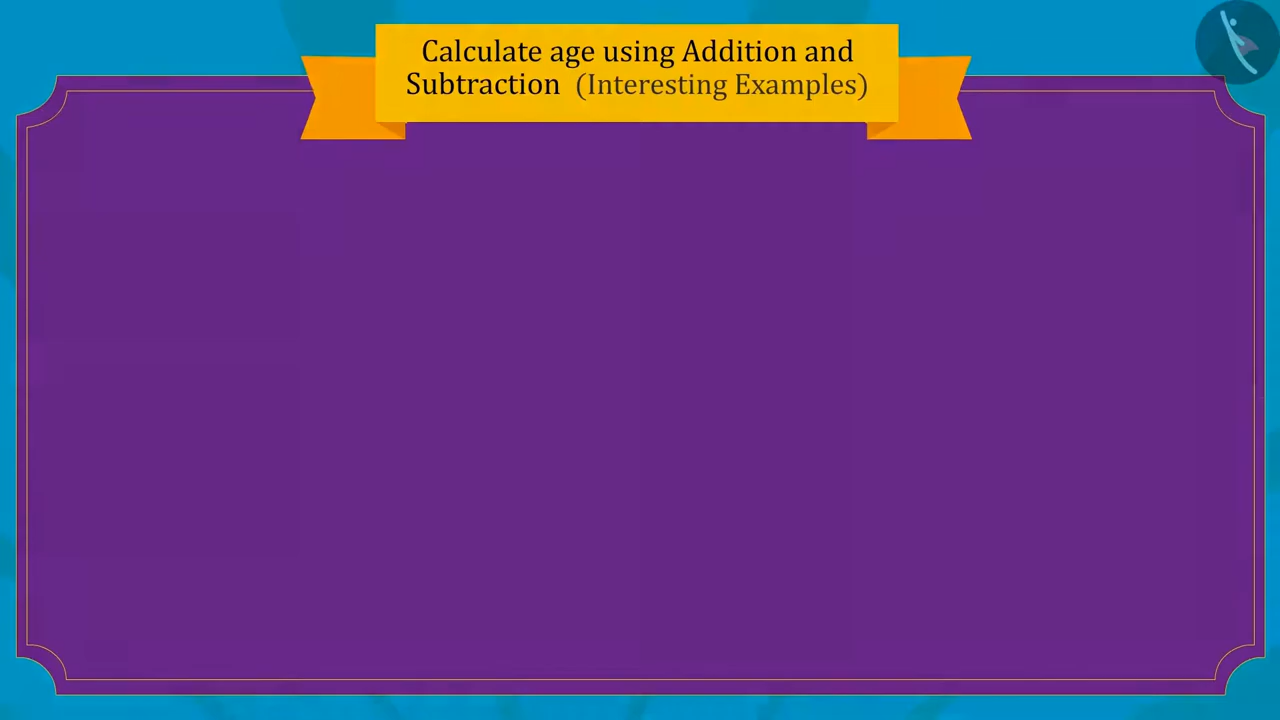 Calculate age using Addition and
Subtraction (Interesting Examples)